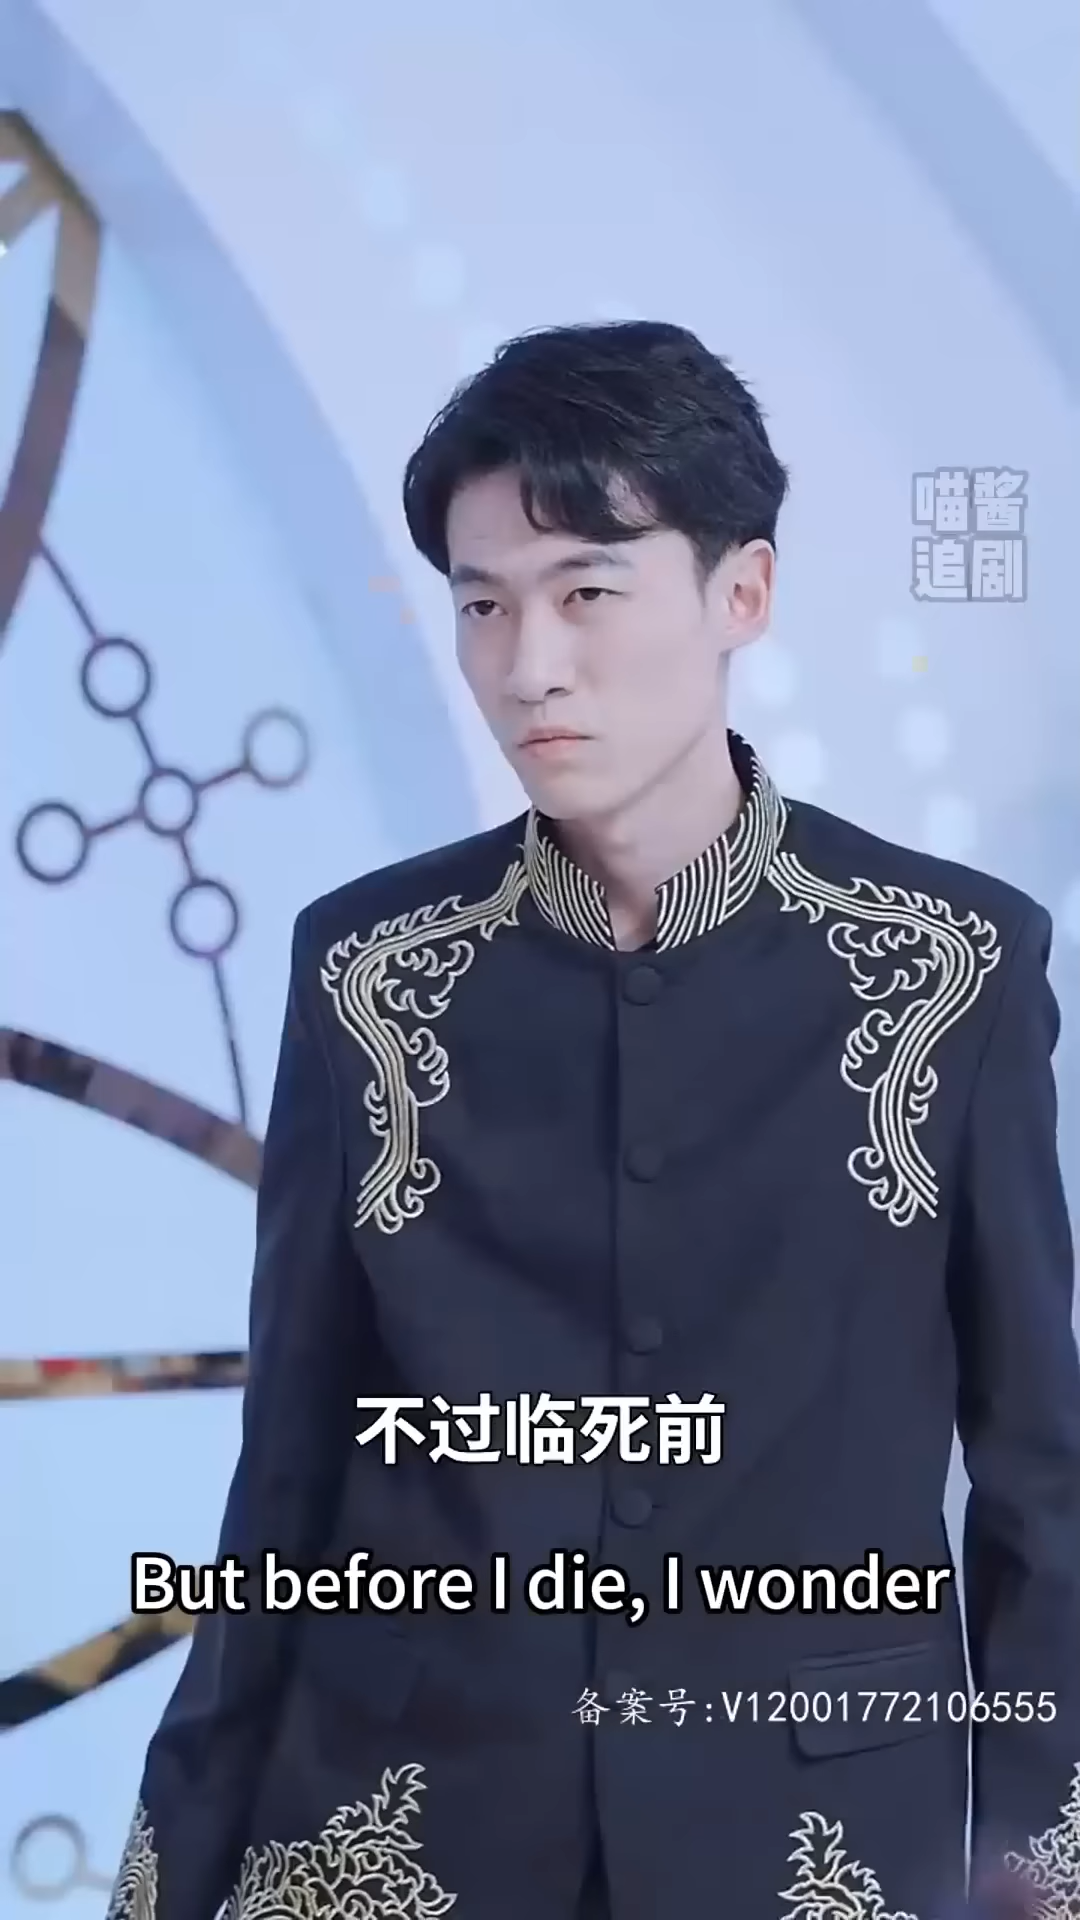 喵酱
追剧
不过临死前
But before I die, I wonder
备案号:V12001772106555